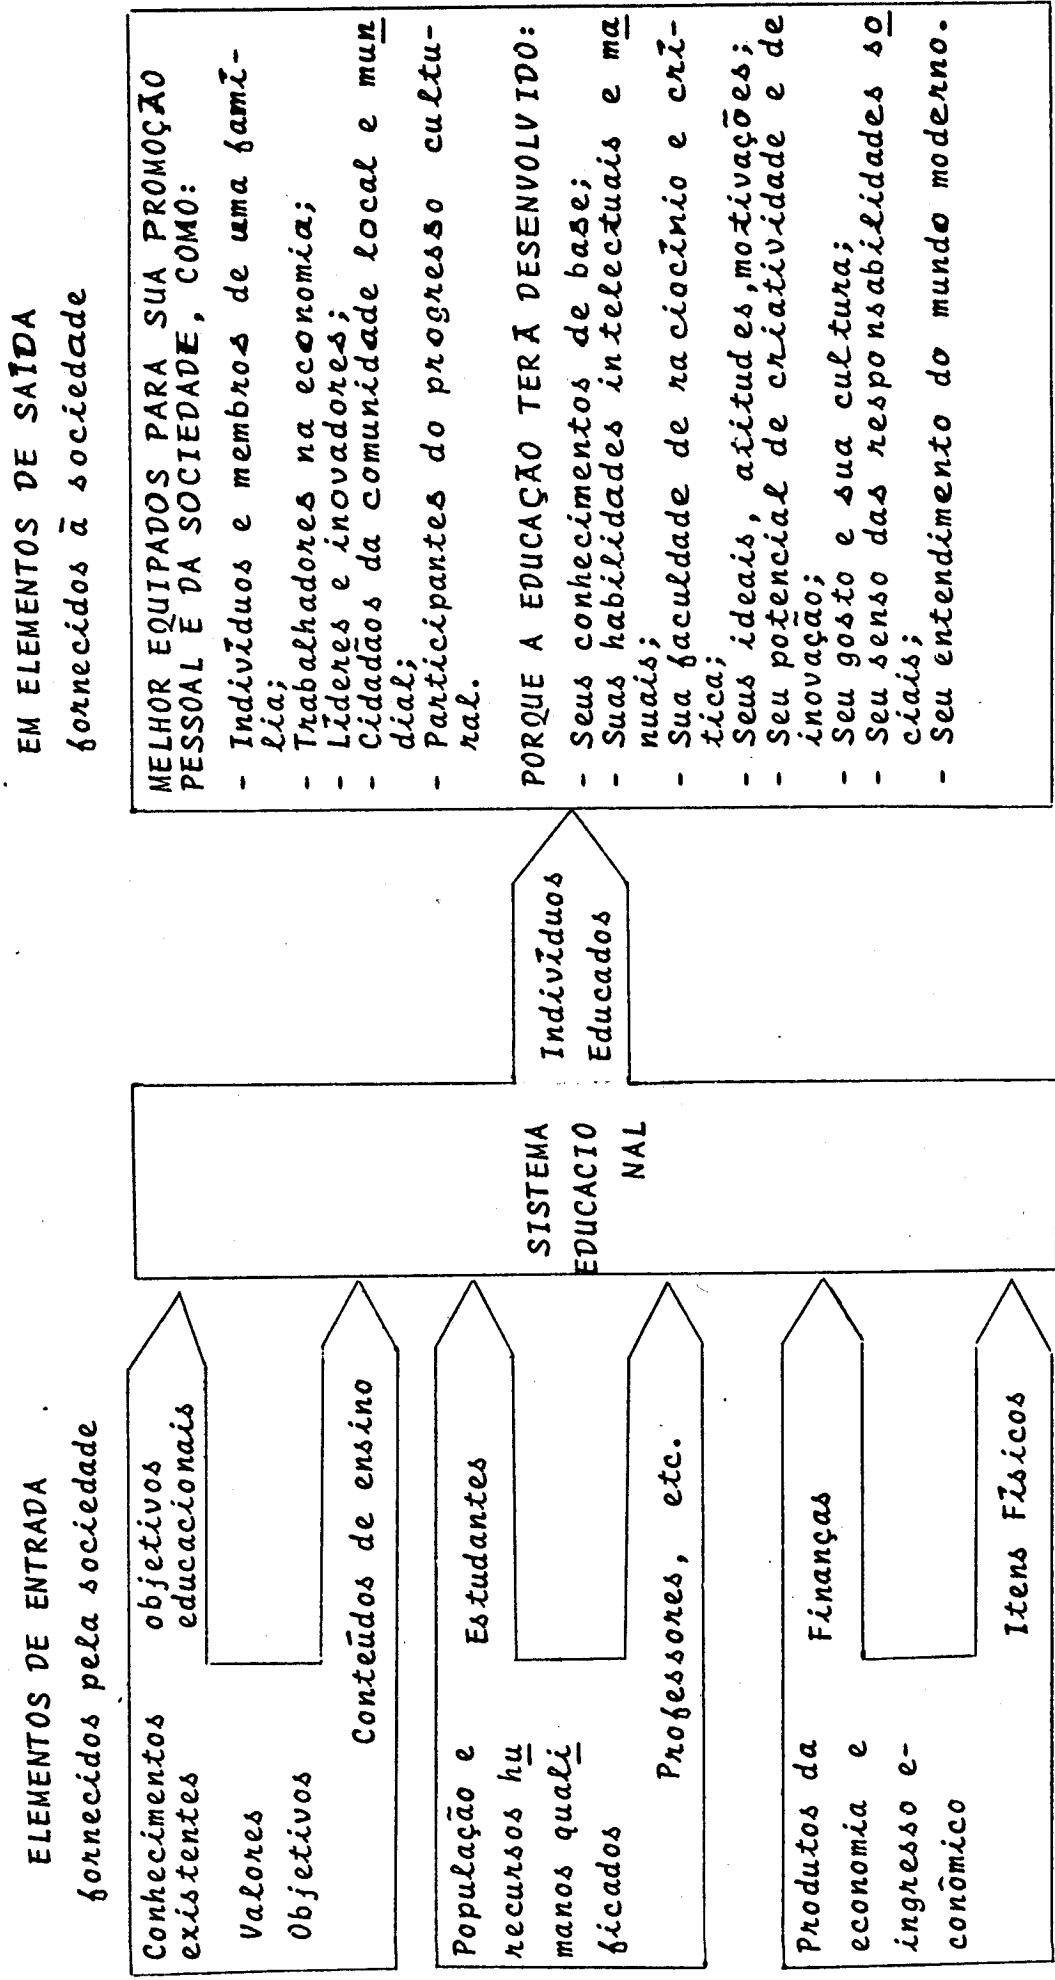 ELEMENTOS DE ENTRADA
fornecidos pela sociedade
Conhecimentos
existentes
Valores
Objetivos
objetivos
educacionais
Conteúdos de ensino
População e
recursos hu
manos quali
ficados
Estudantes
Professores, etc.
Produtos da
economia e
ingresso e-
conômico
Finanças
Itens Físicos
SISTEMA
EDUCACIO
NAL
Indivíduos
Educados
EM ELEMENTOS DE SAÍDA
fornecidos à sociedade
MELHOR EQUIPADOS PARA SUA PROMOÇÃO
PESSOAL E DA SOCIEDADE, COMO:
- Indivíduos e membros de uma famí-
lia;
- Trabalhadores na economia;
- Líderes e inovadores;
- Cidadãos da comunidade local e mun
dial;
- Participantes do progresso cultu-
ral.
PORQUE A EDUCAÇÃO TERÁ DESENVOLVIDO:
- Seus conhecimentos de base;
- Suas habilidades intelectuais e ma
nuais;
- Sua faculdade de raciocínio e crí-
tica;
- Seus ideais, atitudes, motivações;
- Seu potencial de criatividade e de
inovação;
- Seu gosto e sua cultura;
- Seu senso das responsabilidades so
ciais;
- Seu entendimento do mundo moderno.